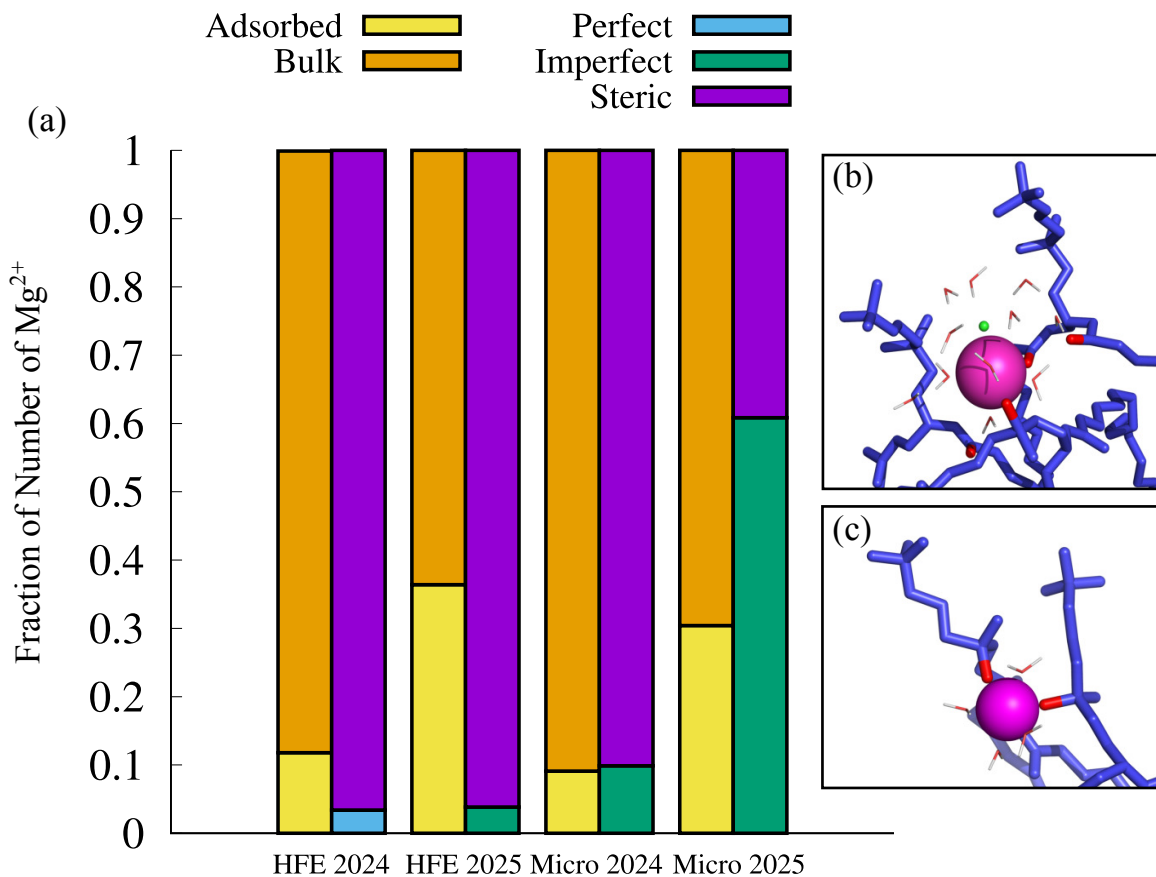 Adsorbed
Bulk
Perfect
Imperfect
Steric
(a)
Fraction of Number of Mg²⁺
1
0.9
0.8
0.7
0.6
0.5
0.4
0.3
0.2
0.1
0
HFE 2024 HFE 2025 Micro 2024 Micro 2025
(b)
(c)